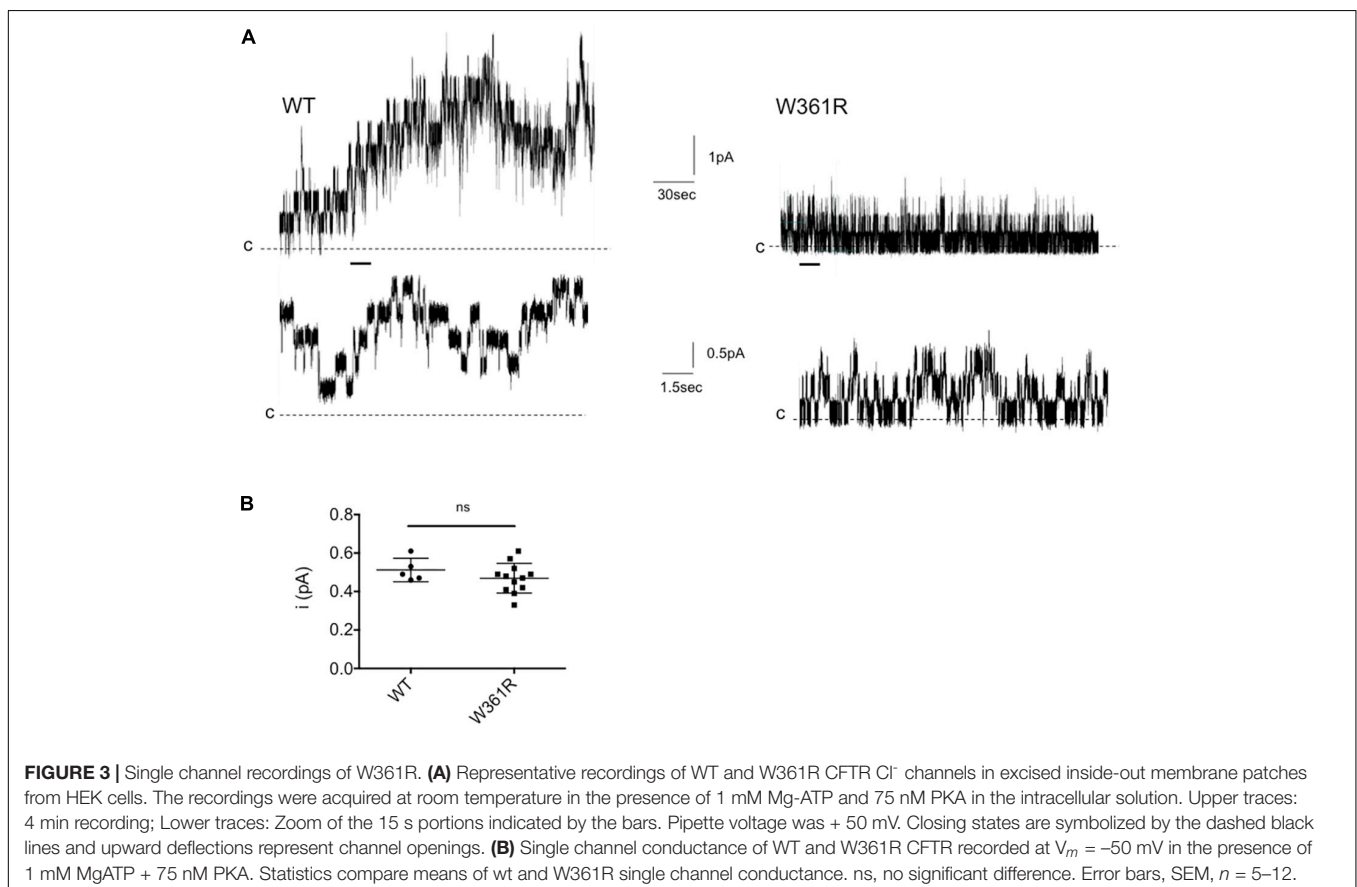 A
WT
W361R
1pA
30sec
c
c
0.5pA
1.5sec
c
c
B
ns
0.8
0.6
0.4
0.2
0.0
i (pA)
WT
W361R
FIGURE 3 | Single channel recordings of W361R. (A) Representative recordings of WT and W361R CFTR Cl⁻ channels in excised inside-out membrane patches
from HEK cells. The recordings were acquired at room temperature in the presence of 1 mM Mg-ATP and 75 nM PKA in the intracellular solution. Upper traces:
4 min recording; Lower traces: Zoom of the 15 s portions indicated by the bars. Pipette voltage was + 50 mV. Closing states are symbolized by the dashed black
lines and upward deflections represent channel openings. (B) Single channel conductance of WT and W361R CFTR recorded at Vm = –50 mV in the presence of
1 mM MgATP + 75 nM PKA. Statistics compare means of wt and W361R single channel conductance. ns, no significant difference. Error bars, SEM, n = 5–12.